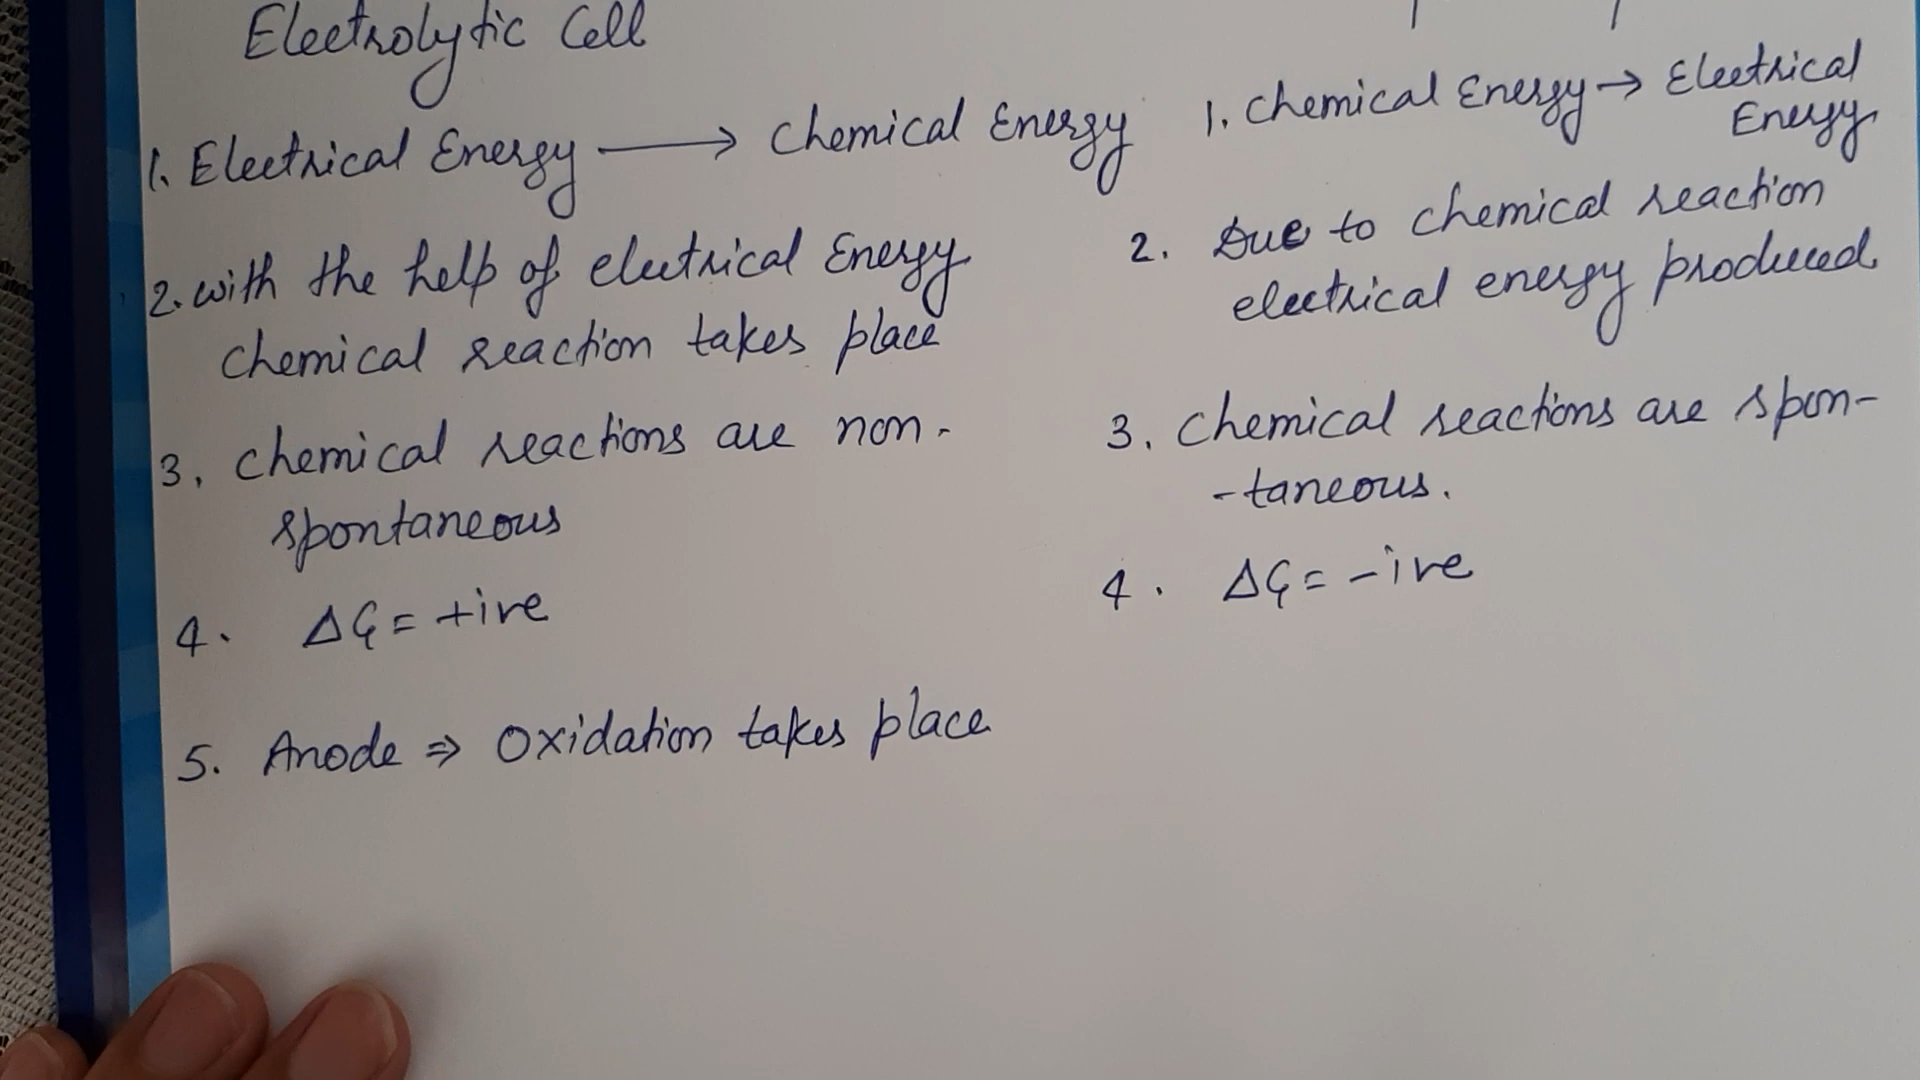 Electrolytic Cell
1. Electrical Energy → Chemical Energy
2. with the help of electrical Energy
chemical reaction takes place
3. chemical reactions are non-
spontaneous
4. ΔG = +ive
5. Anode ⇒ Oxidation takes place
1. Chemical Energy → Electrical
Energy
2. Due to chemical reaction
electrical energy produced
3. Chemical reactions are spon-
-taneous.
4. ΔG = -ive